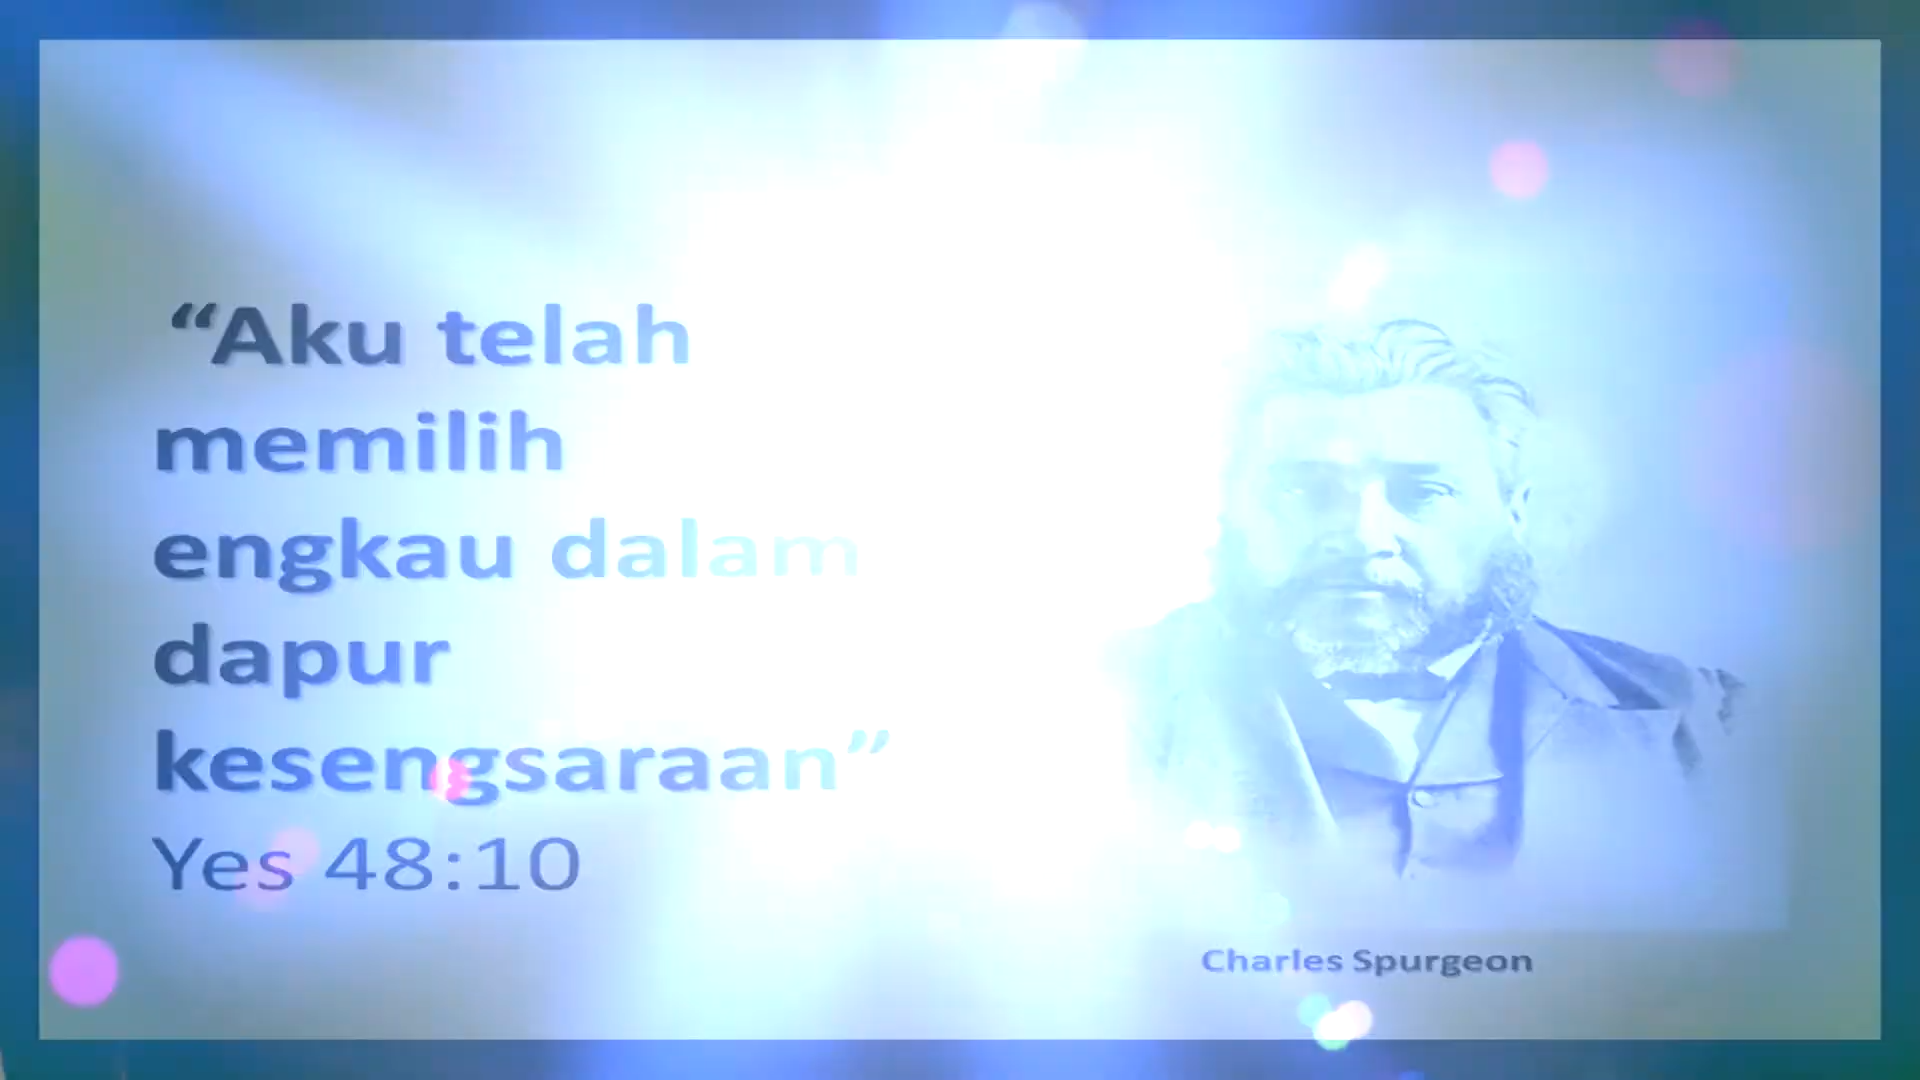 “Aku telah
memilih
engkau dalam
dapur
kesengsaraan”
Yes 48:10
Charles Spurgeon